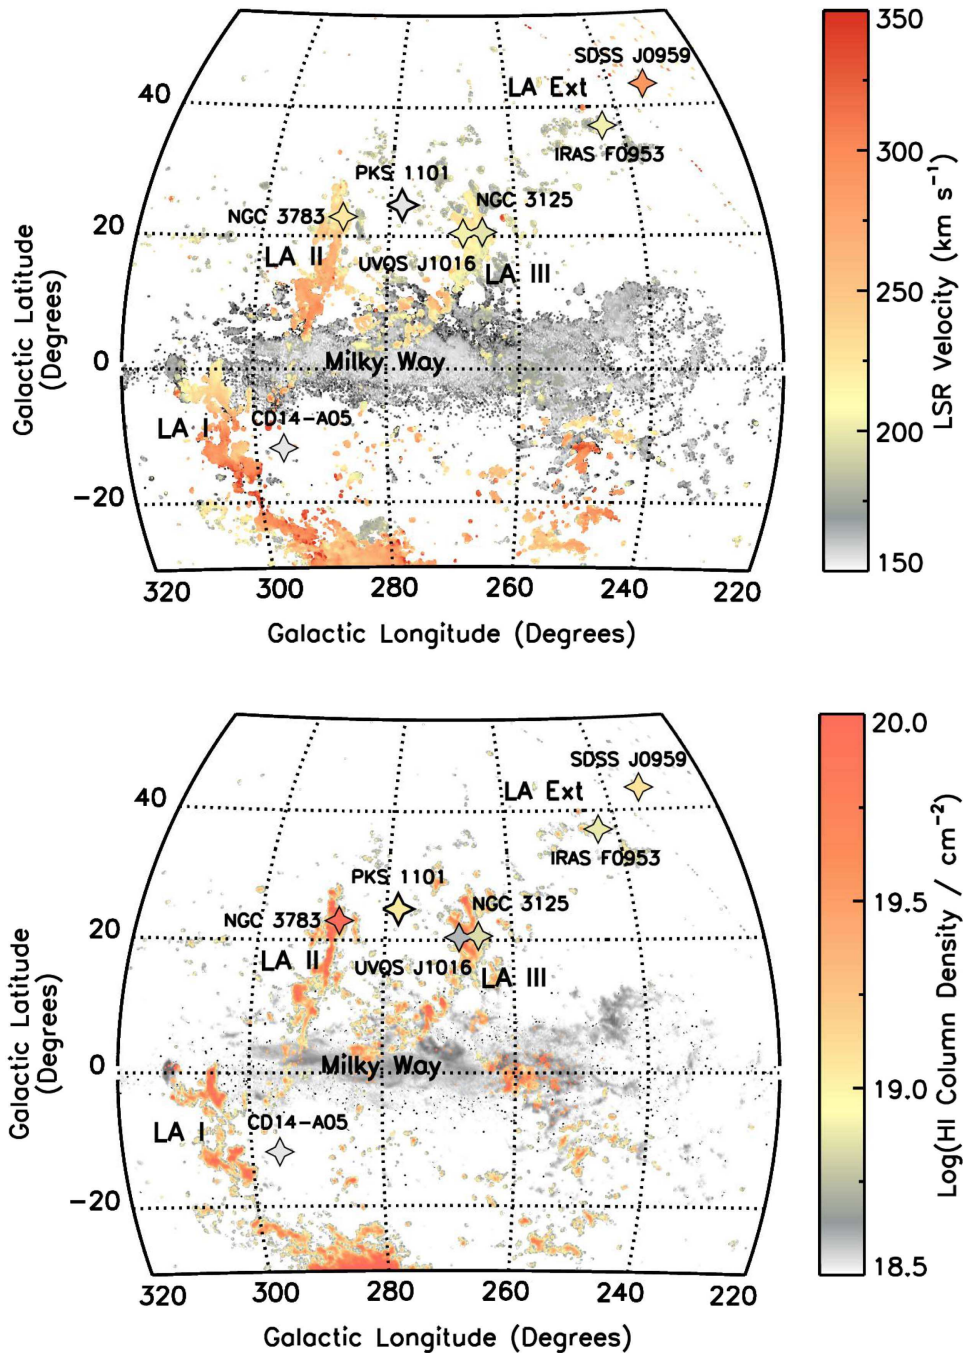 SDSS J0959
LA Ext
IRAS F0953
PKS 1101
NGC 3125
NGC 3783
LA II
UVQS J1016
LA III
Milky Way
CD14-A05
LA I
40
20
0
-20
Galactic Latitude
(Degrees)
320 300 280 260 240 220
Galactic Longitude (Degrees)
350
300
250
200
150
LSR Velocity (km s⁻¹)
SDSS J0959
LA Ext
IRAS F0953
PKS 1101
NGC 3125
NGC 3783
LA II
UVQS J1016
LA III
Milky Way
CD14-A05
LA I
40
20
0
-20
Galactic Latitude
(Degrees)
320 300 280 260 240 220
Galactic Longitude (Degrees)
20.0
19.5
19.0
18.5
Log(HI Column Density / cm⁻²)